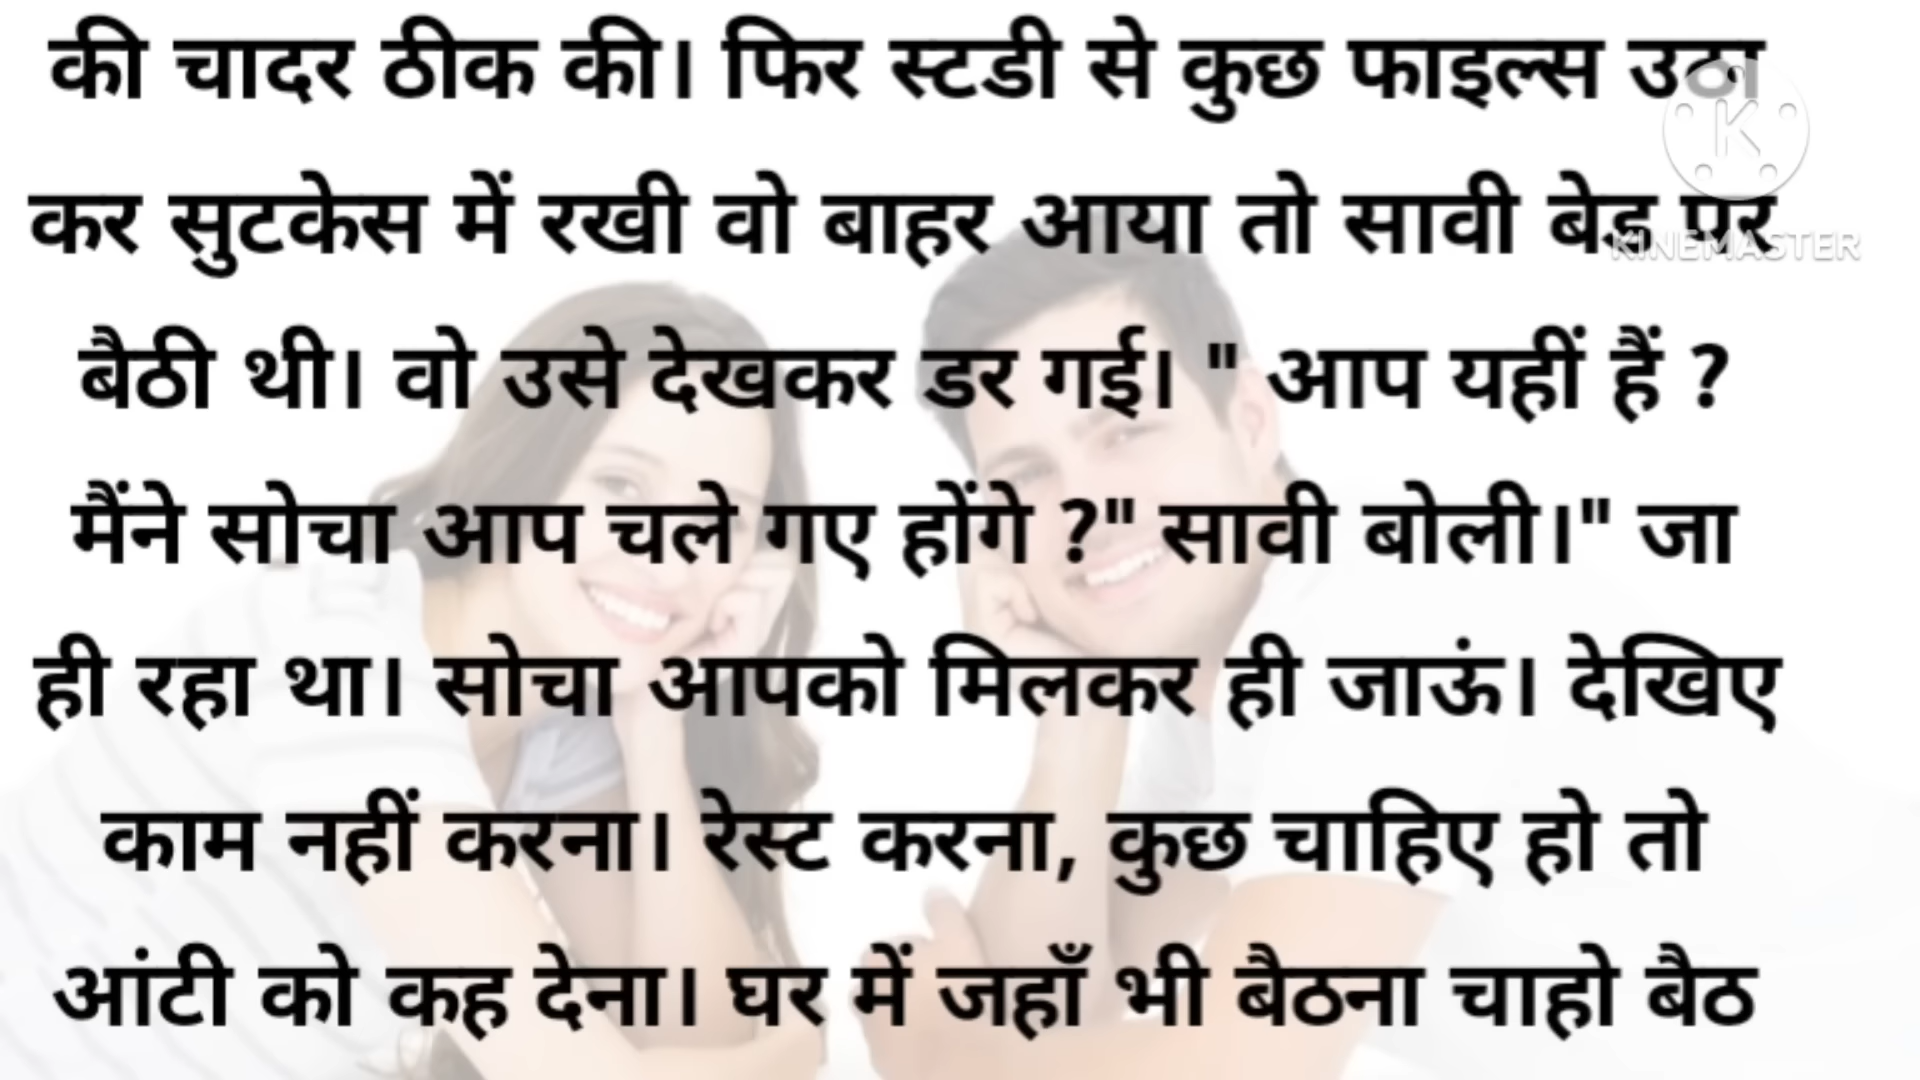 की चादर ठीक की। फिर स्टडी से कुछ फाइल्स उठा
कर सुटकेस में रखी वो बाहर आया तो सावी बेड पर
बैठी थी। वो उसे देखकर डर गई। " आप यहीं हैं ?
मैंने सोचा आप चले गए होंगे ?" सावी बोली।" जा
ही रहा था। सोचा आपको मिलकर ही जाऊं। देखिए
काम नहीं करना। रेस्ट करना, कुछ चाहिए हो तो
आंटी को कह देना। घर में जहाँ भी बैठना चाहो बैठ
K
KINEMASTER